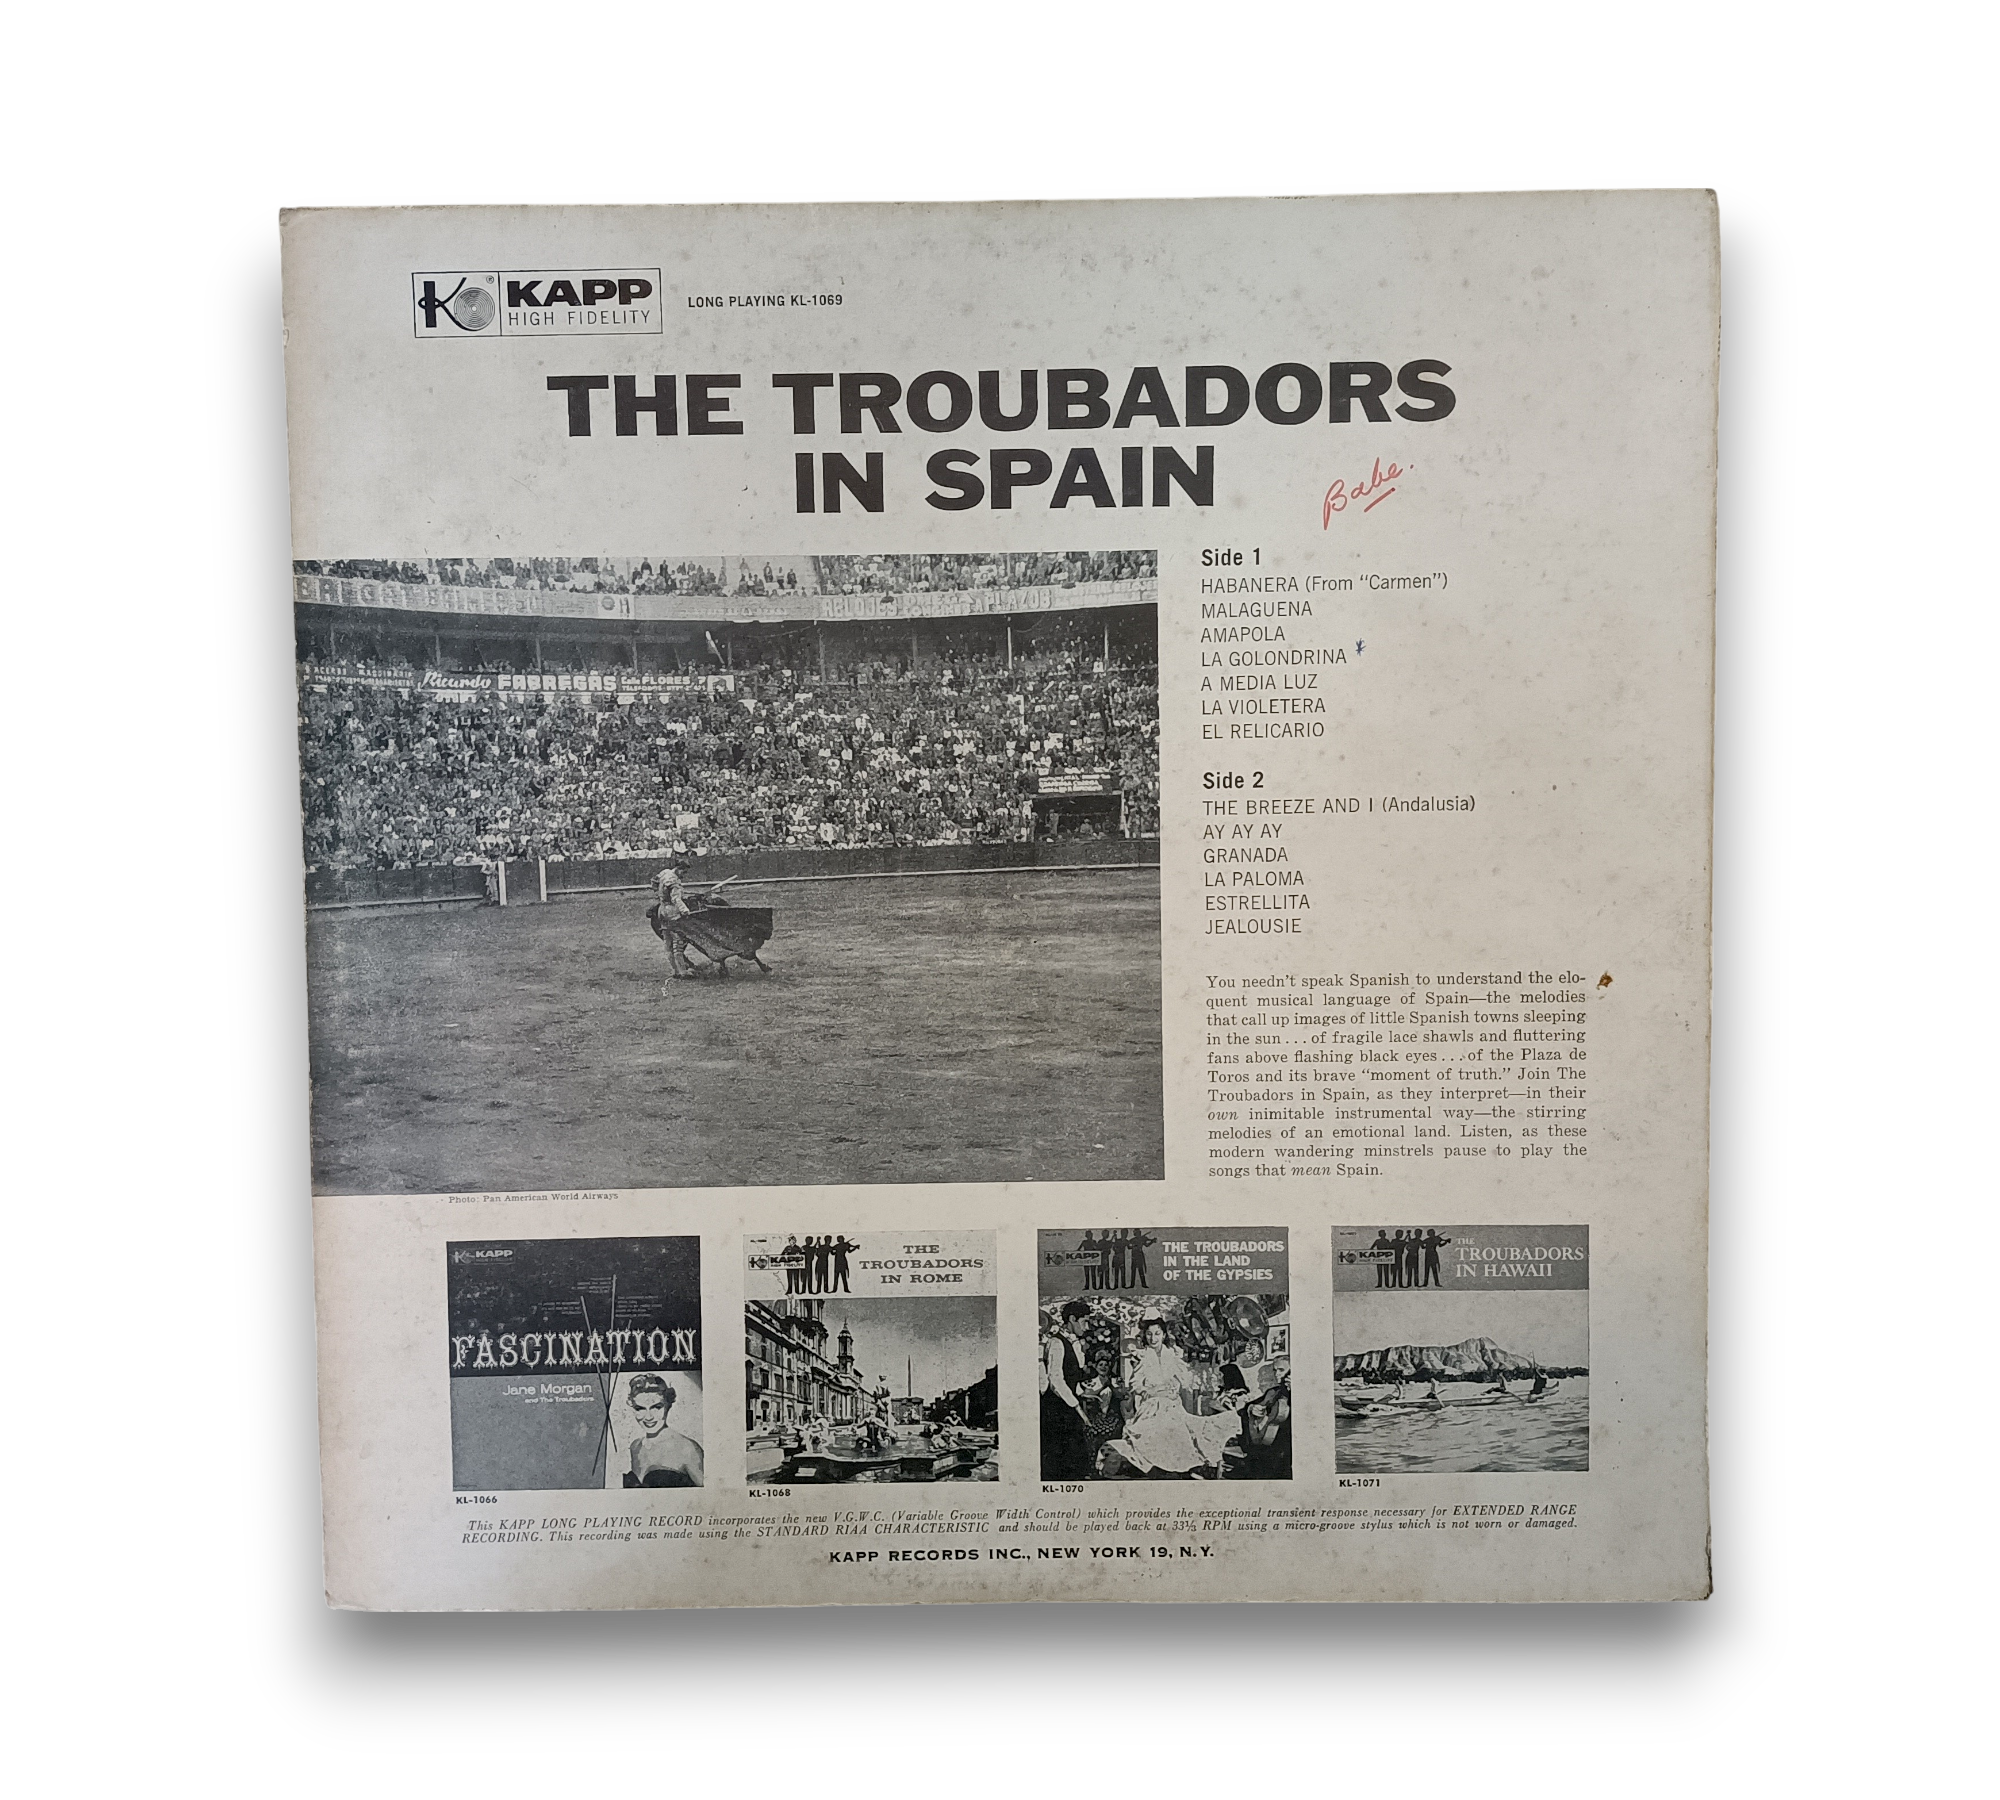 KAPP
HIGH FIDELITY
LONG PLAYING KL-1069
THE TROUBADORS
IN SPAIN
Babe.
Side 1
HABANERA (From “Carmen”)
MALAGUENA
AMAPOLA
LA GOLONDRINA *
A MEDIA LUZ
LA VIOLETERA
EL RELICARIO
Side 2
THE BREEZE AND I (Andalusia)
AY AY AY
GRANADA
LA PALOMA
ESTRELLITA
JEALOUSIE
You needn't speak Spanish to understand the elo-
quent musical language of Spain—the melodies
that call up images of little Spanish towns sleeping
in the sun . . . of fragile lace shawls and fluttering
fans above flashing black eyes . . . of the Plaza de
Toros and its brave “moment of truth.” Join The
Troubadors in Spain, as they interpret—in their
own inimitable instrumental way—the stirring
melodies of an emotional land. Listen, as these
modern wandering minstrels pause to play the
songs that mean Spain.
Ricardo FABREGAS Calle FLORES
Photo: Pan American World Airways
KAPP
FASCINATION
Jane Morgan
and The Troubadors
KL-1066
KAPP
THE
TROUBADORS
IN ROME
KL-1068
KAPP
THE TROUBADORS
IN THE LAND
OF THE GYPSIES
KL-1070
KAPP
THE
TROUBADORS
IN HAWAII
KL-1071
This KAPP LONG PLAYING RECORD incorporates the new V.G.W.C. (Variable Groove Width Control) which provides the exceptional transient response necessary for EXTENDED RANGE
RECORDING. This recording was made using the STANDARD RIAA CHARACTERISTIC and should be played back at 33⅓ RPM using a micro-groove stylus which is not worn or damaged.
KAPP RECORDS INC., NEW YORK 19, N.Y.